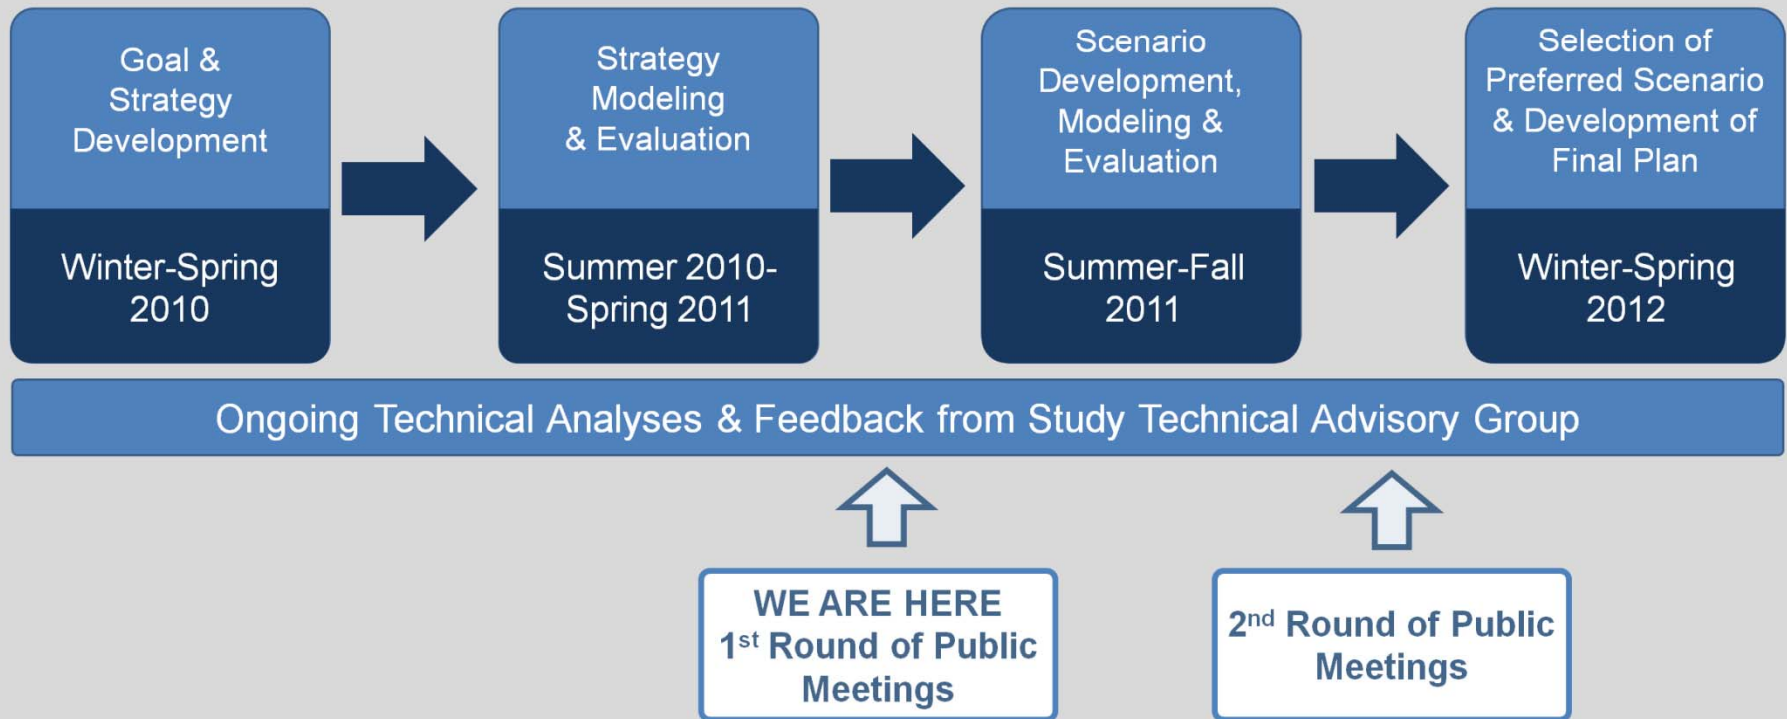 Goal &
Strategy
Development
Winter-Spring
2010
Strategy
Modeling
& Evaluation
Summer 2010-
Spring 2011
Scenario
Development,
Modeling &
Evaluation
Summer-Fall
2011
Selection of
Preferred Scenario
& Development of
Final Plan
Winter-Spring
2012
Ongoing Technical Analyses & Feedback from Study Technical Advisory Group
WE ARE HERE
1st Round of Public
Meetings
2nd Round of Public
Meetings